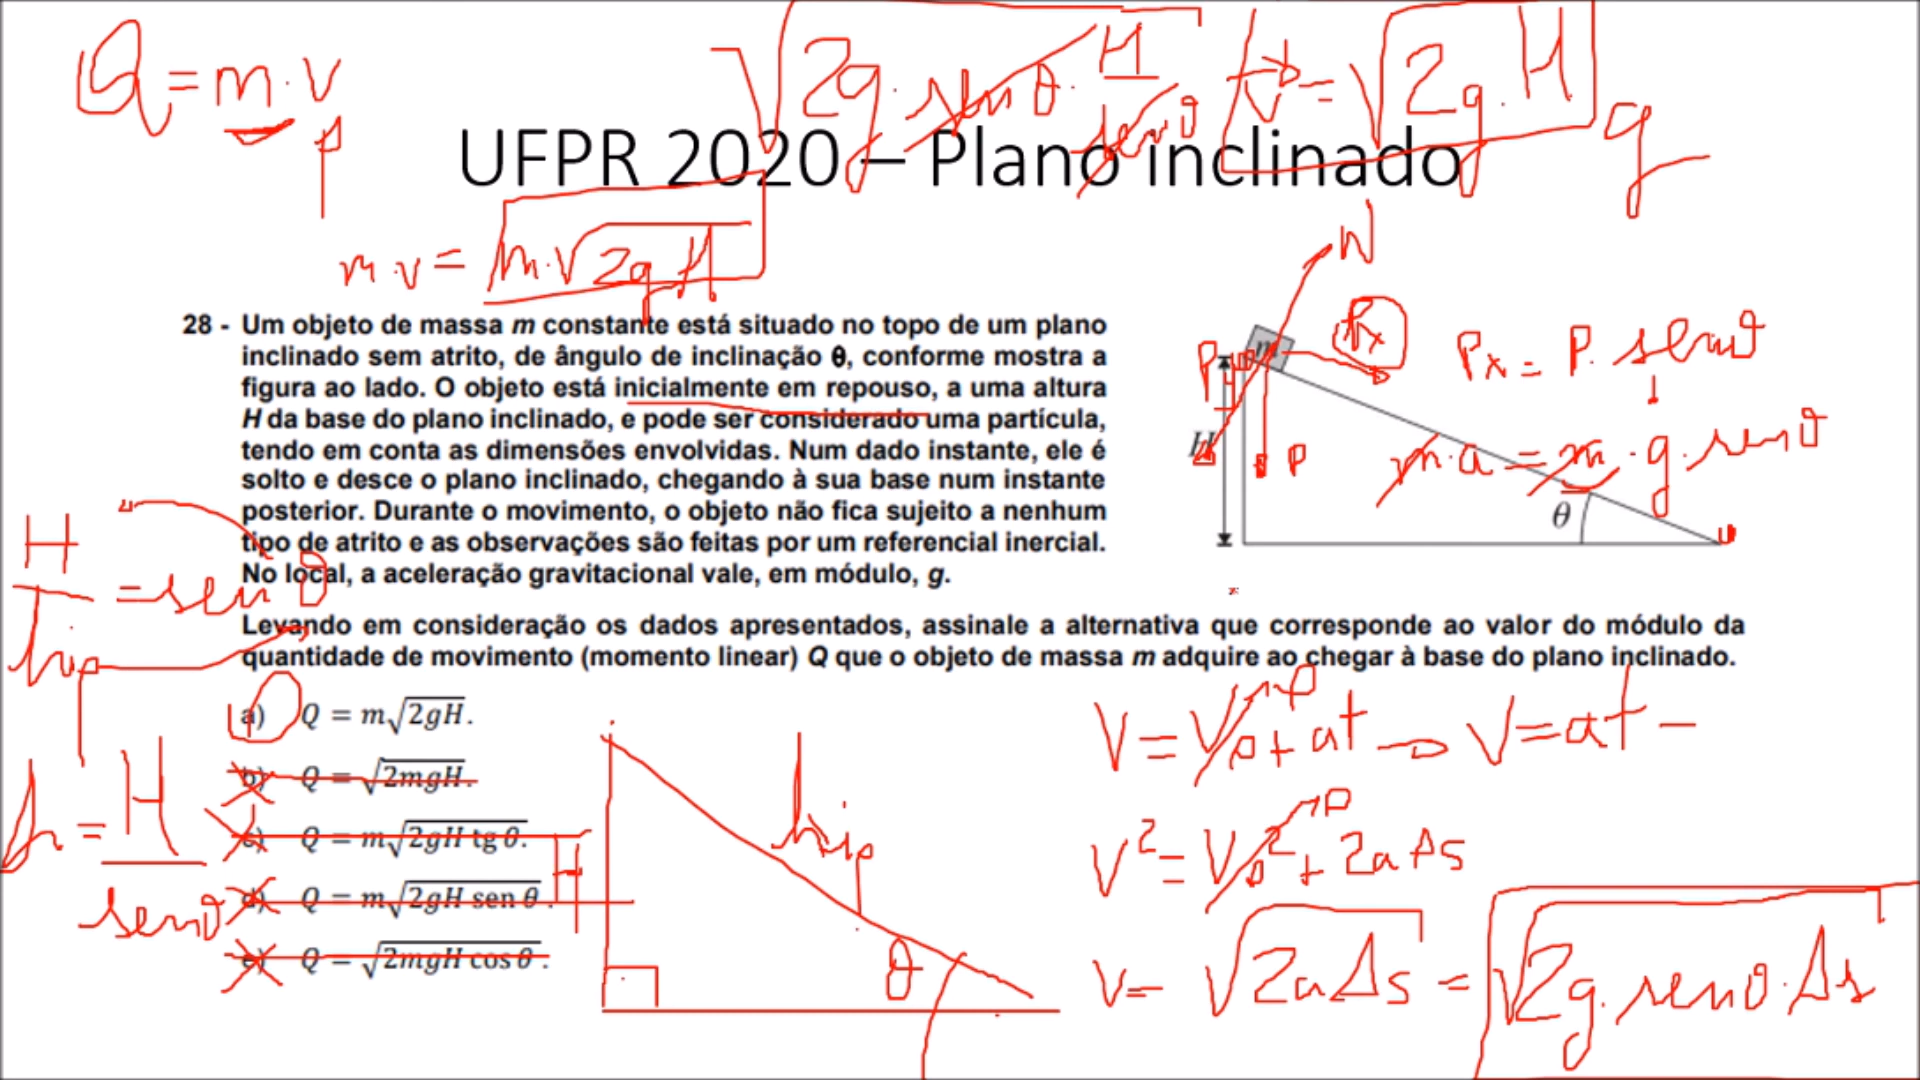 Q = m·v
√2g·sen θ·H/sen θ
v = √2g·H
g
UFPR 2020 – Plano inclinado
m·v = m·√2gH
28 - Um objeto de massa m constante está situado no topo de um plano
inclinado sem atrito, de ângulo de inclinação θ, conforme mostra a
figura ao lado. O objeto está inicialmente em repouso, a uma altura
H da base do plano inclinado, e pode ser considerado uma partícula,
tendo em conta as dimensões envolvidas. Num dado instante, ele é
solto e desce o plano inclinado, chegando à sua base num instante
posterior. Durante o movimento, o objeto não fica sujeito a nenhum
tipo de atrito e as observações são feitas por um referencial inercial.
No local, a aceleração gravitacional vale, em módulo, g.
N
Px
m
Py
H
P
θ
Px = P·senθ
m·a = m·g·senθ
Levando em consideração os dados apresentados, assinale a alternativa que corresponde ao valor do módulo da
quantidade de movimento (momento linear) Q que o objeto de massa m adquire ao chegar à base do plano inclinado.
a) Q = m√2gH.
b) Q = √2mgH.
c) Q = m√2gH tg θ.
d) Q = m√2gH sen θ.
e) Q = √2mgH cos θ.
H/hip = sen θ
h = H/senθ
H
hip
θ
V = V0 + at → V = at
V² = V0² + 2aΔs
V = √2aΔs = √2g·senθ·Δs